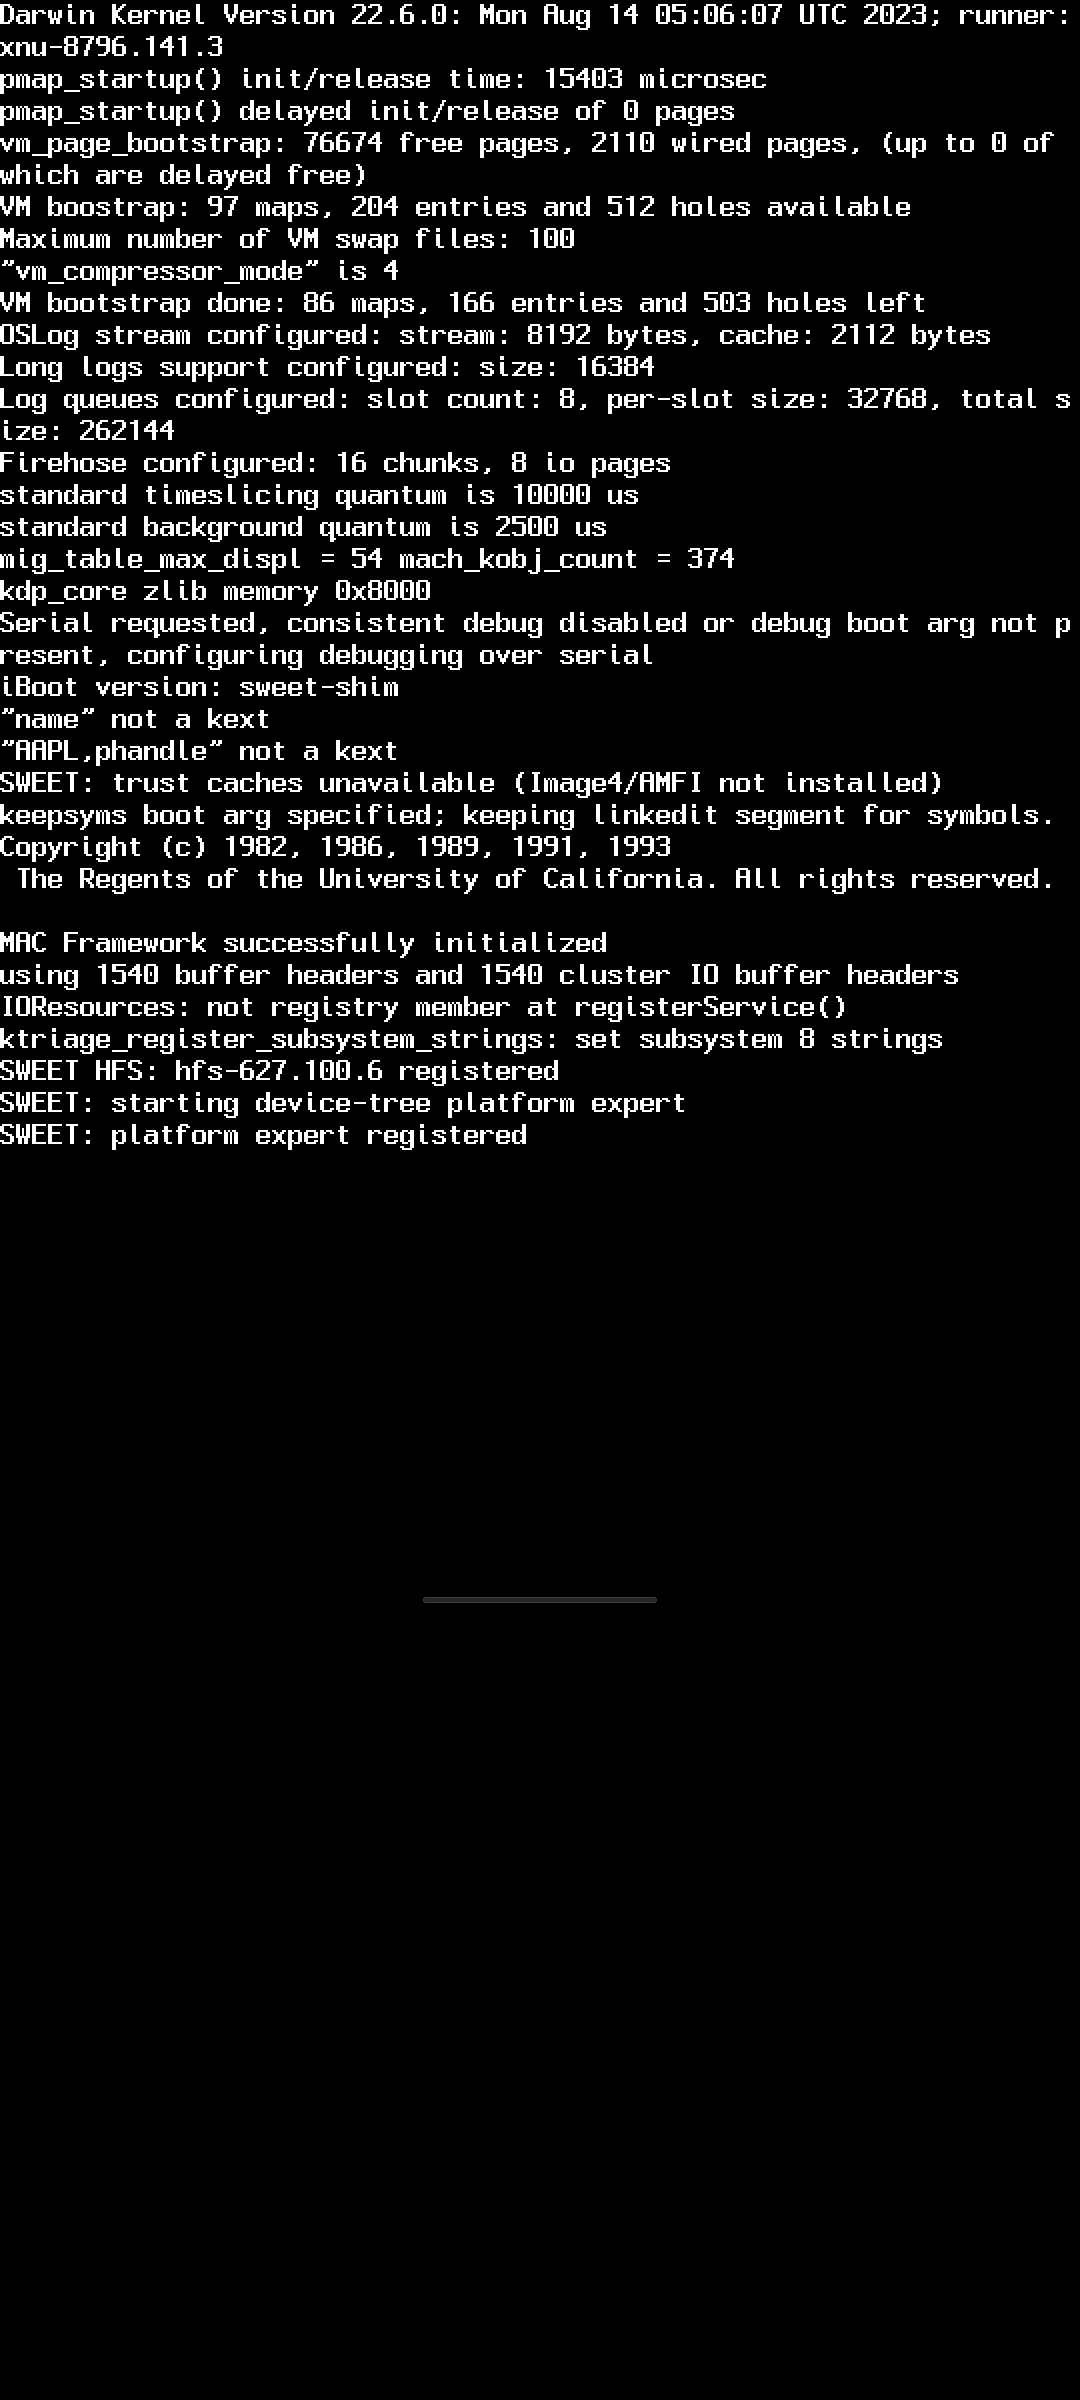 Darwin Kernel Version 22.6.0: Mon Aug 14 05:06:07 UTC 2023; runner:
xnu-8796.141.3
pmap_startup() init/release time: 15403 microsec
pmap_startup() delayed init/release of 0 pages
vm_page_bootstrap: 76674 free pages, 2110 wired pages, (up to 0 of
which are delayed free)
VM boostrap: 97 maps, 204 entries and 512 holes available
Maximum number of VM swap files: 100
"vm_compressor_mode" is 4
VM bootstrap done: 86 maps, 166 entries and 503 holes left
OSLog stream configured: stream: 8192 bytes, cache: 2112 bytes
Long logs support configured: size: 16384
Log queues configured: slot count: 8, per-slot size: 32768, total s
ize: 262144
Firehose configured: 16 chunks, 8 io pages
standard timeslicing quantum is 10000 us
standard background quantum is 2500 us
mig_table_max_displ = 54 mach_kobj_count = 374
kdp_core zlib memory 0x8000
Serial requested, consistent debug disabled or debug boot arg not p
resent, configuring debugging over serial
iBoot version: sweet-shim
"name" not a kext
"AAPL,phandle" not a kext
SWEET: trust caches unavailable (Image4/AMFI not installed)
keepsyms boot arg specified; keeping linkedit segment for symbols.
Copyright (c) 1982, 1986, 1989, 1991, 1993
The Regents of the University of California. All rights reserved.
MAC Framework successfully initialized
using 1540 buffer headers and 1540 cluster IO buffer headers
IOResources: not registry member at registerService()
ktriage_register_subsystem_strings: set subsystem 8 strings
SWEET HFS: hfs-627.100.6 registered
SWEET: starting device-tree platform expert
SWEET: platform expert registered